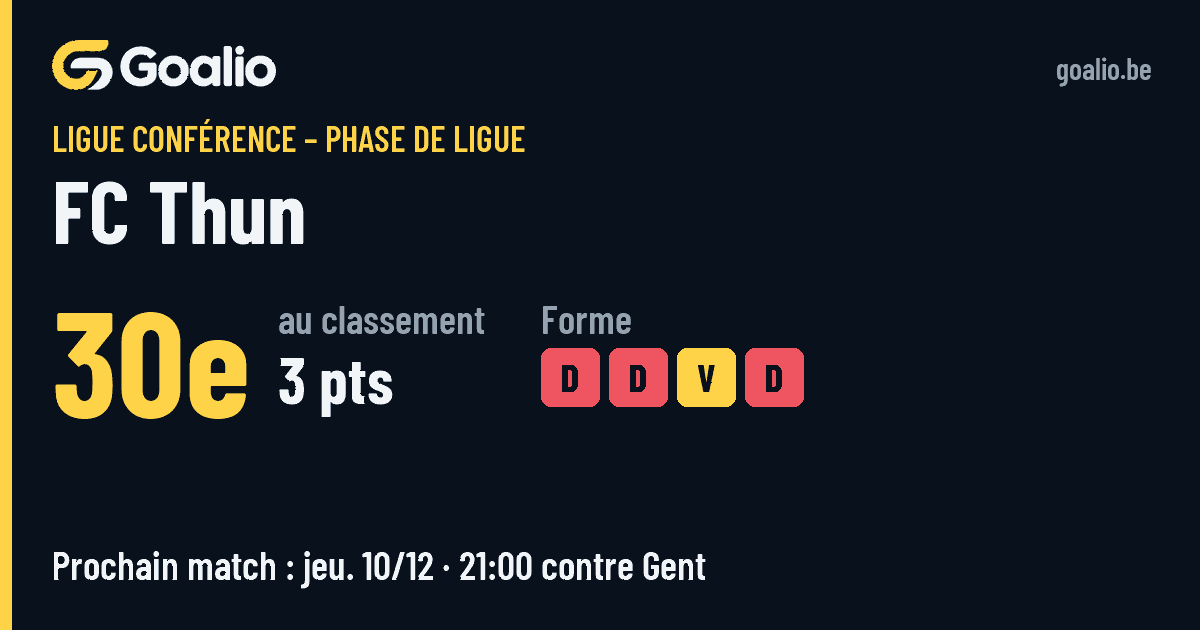 Goalio
goalio.be
LIGUE CONFÉRENCE – PHASE DE LIGUE
FC Thun
30e
au classement
3 pts
Forme
D D V D
Prochain match : jeu. 10/12 · 21:00 contre Gent